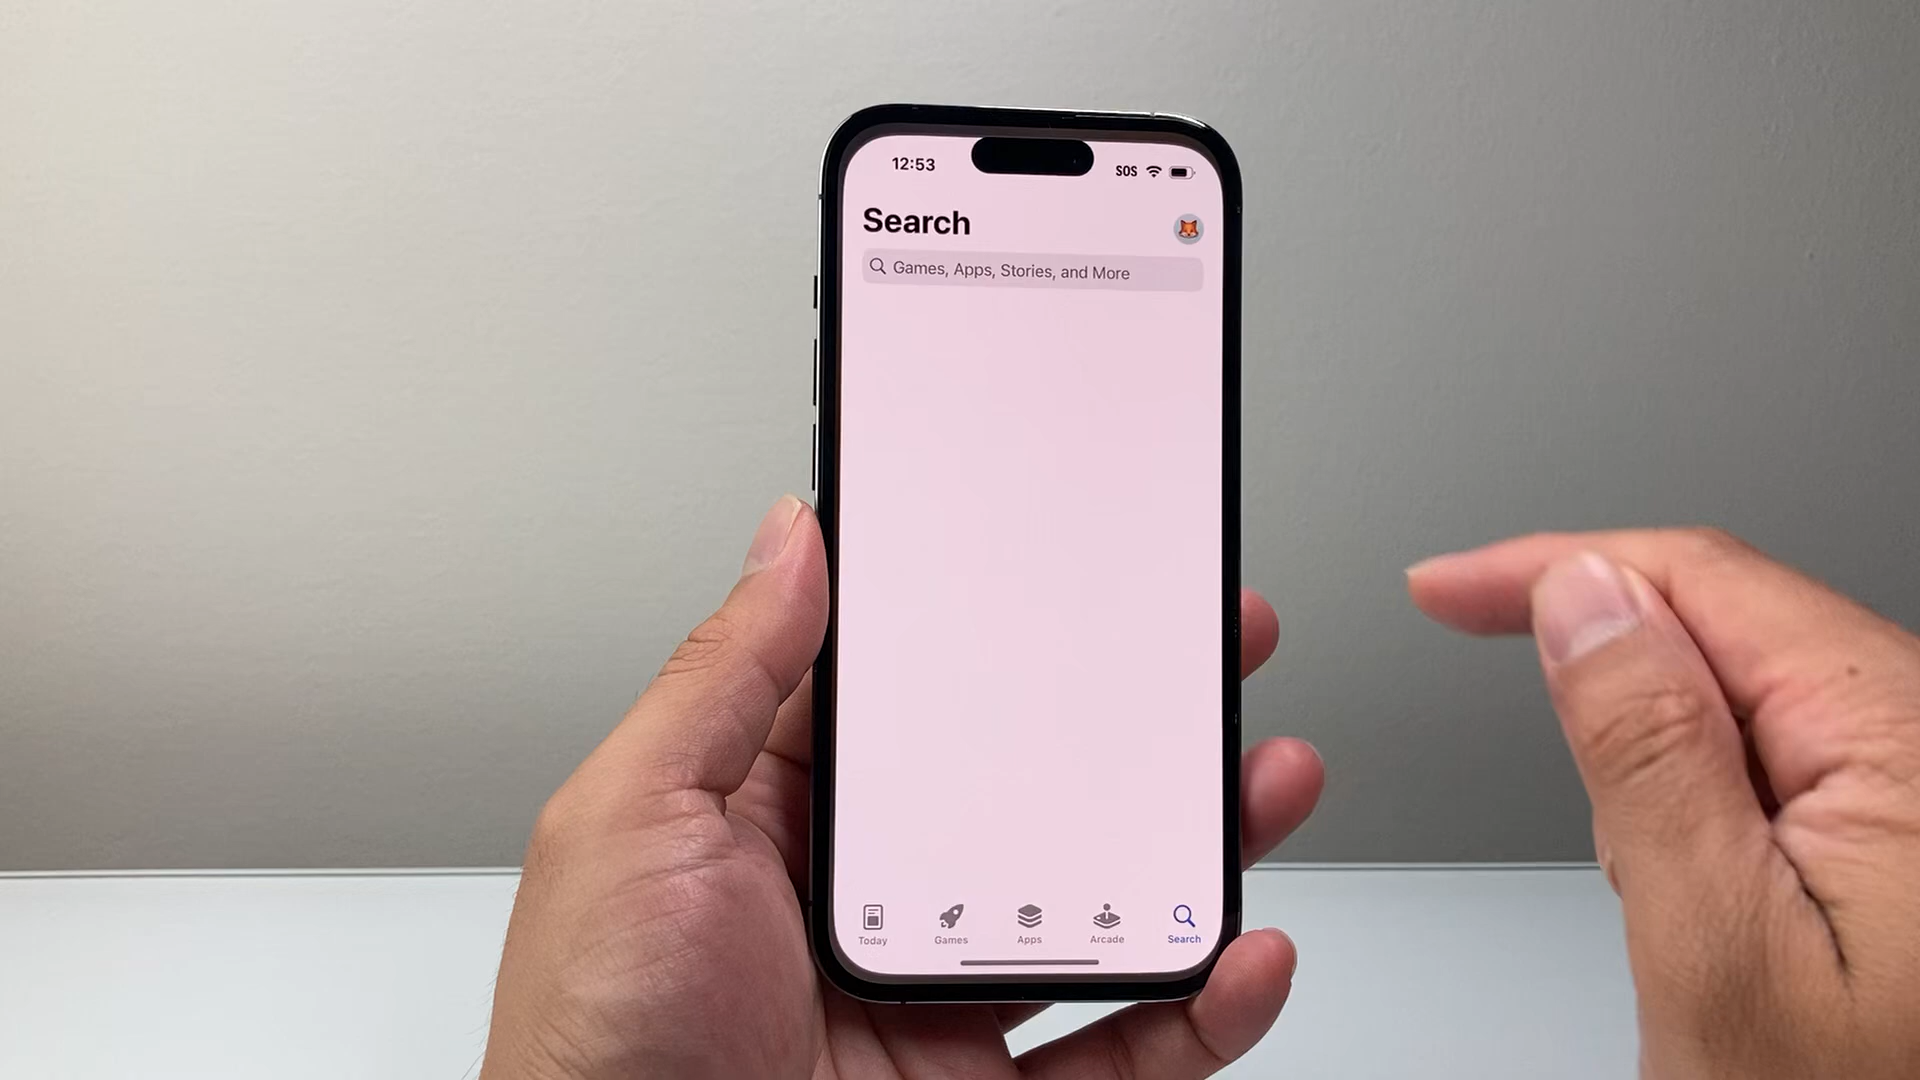 12:53
SOS
Search
Games, Apps, Stories, and More
Today
Games
Apps
Arcade
Search